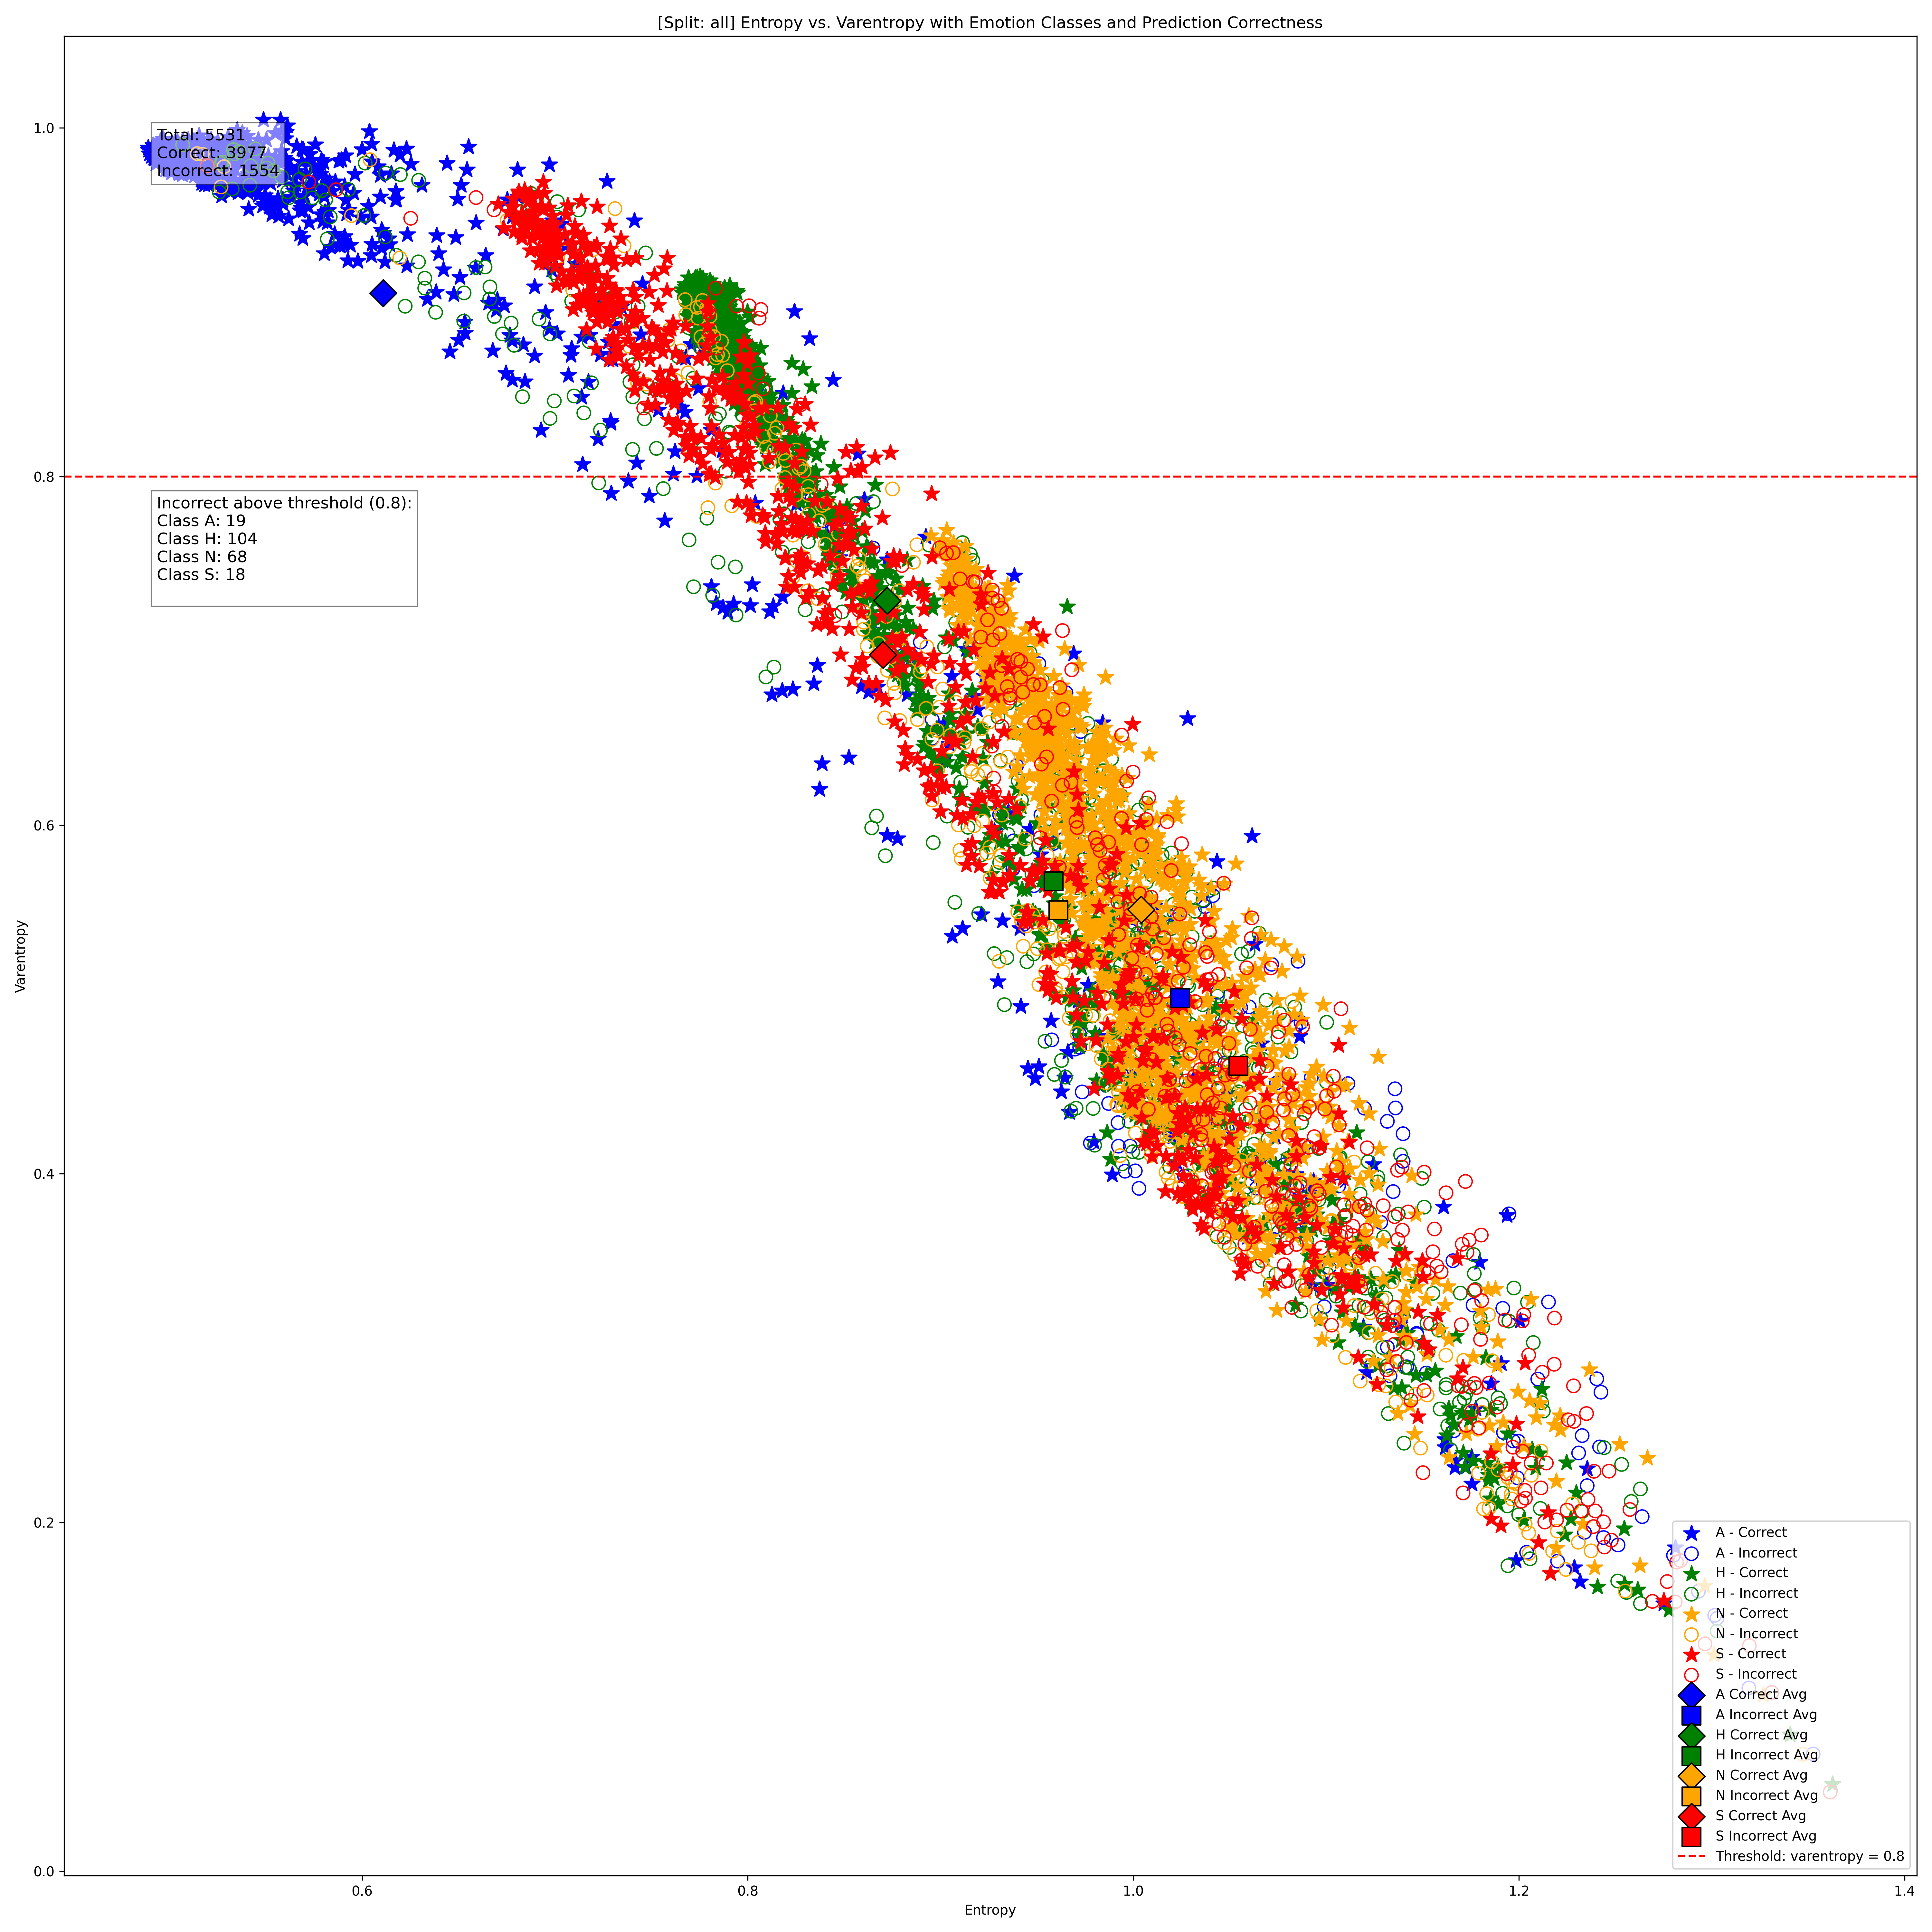 [Split: all] Entropy vs. Varentropy with Emotion Classes and Prediction Correctness
Total: 5531
Correct: 3977
Incorrect: 1554
Incorrect above threshold (0.8):
Class A: 19
Class H: 104
Class N: 68
Class S: 18
Varentropy
1.0
0.8
0.6
0.4
0.2
0.0
A - Correct
A - Incorrect
H - Correct
H - Incorrect
N - Correct
N - Incorrect
S - Correct
S - Incorrect
A Correct Avg
A Incorrect Avg
H Correct Avg
H Incorrect Avg
N Correct Avg
N Incorrect Avg
S Correct Avg
S Incorrect Avg
Threshold: varentropy = 0.8
0.6
0.8
1.0
1.2
1.4
Entropy